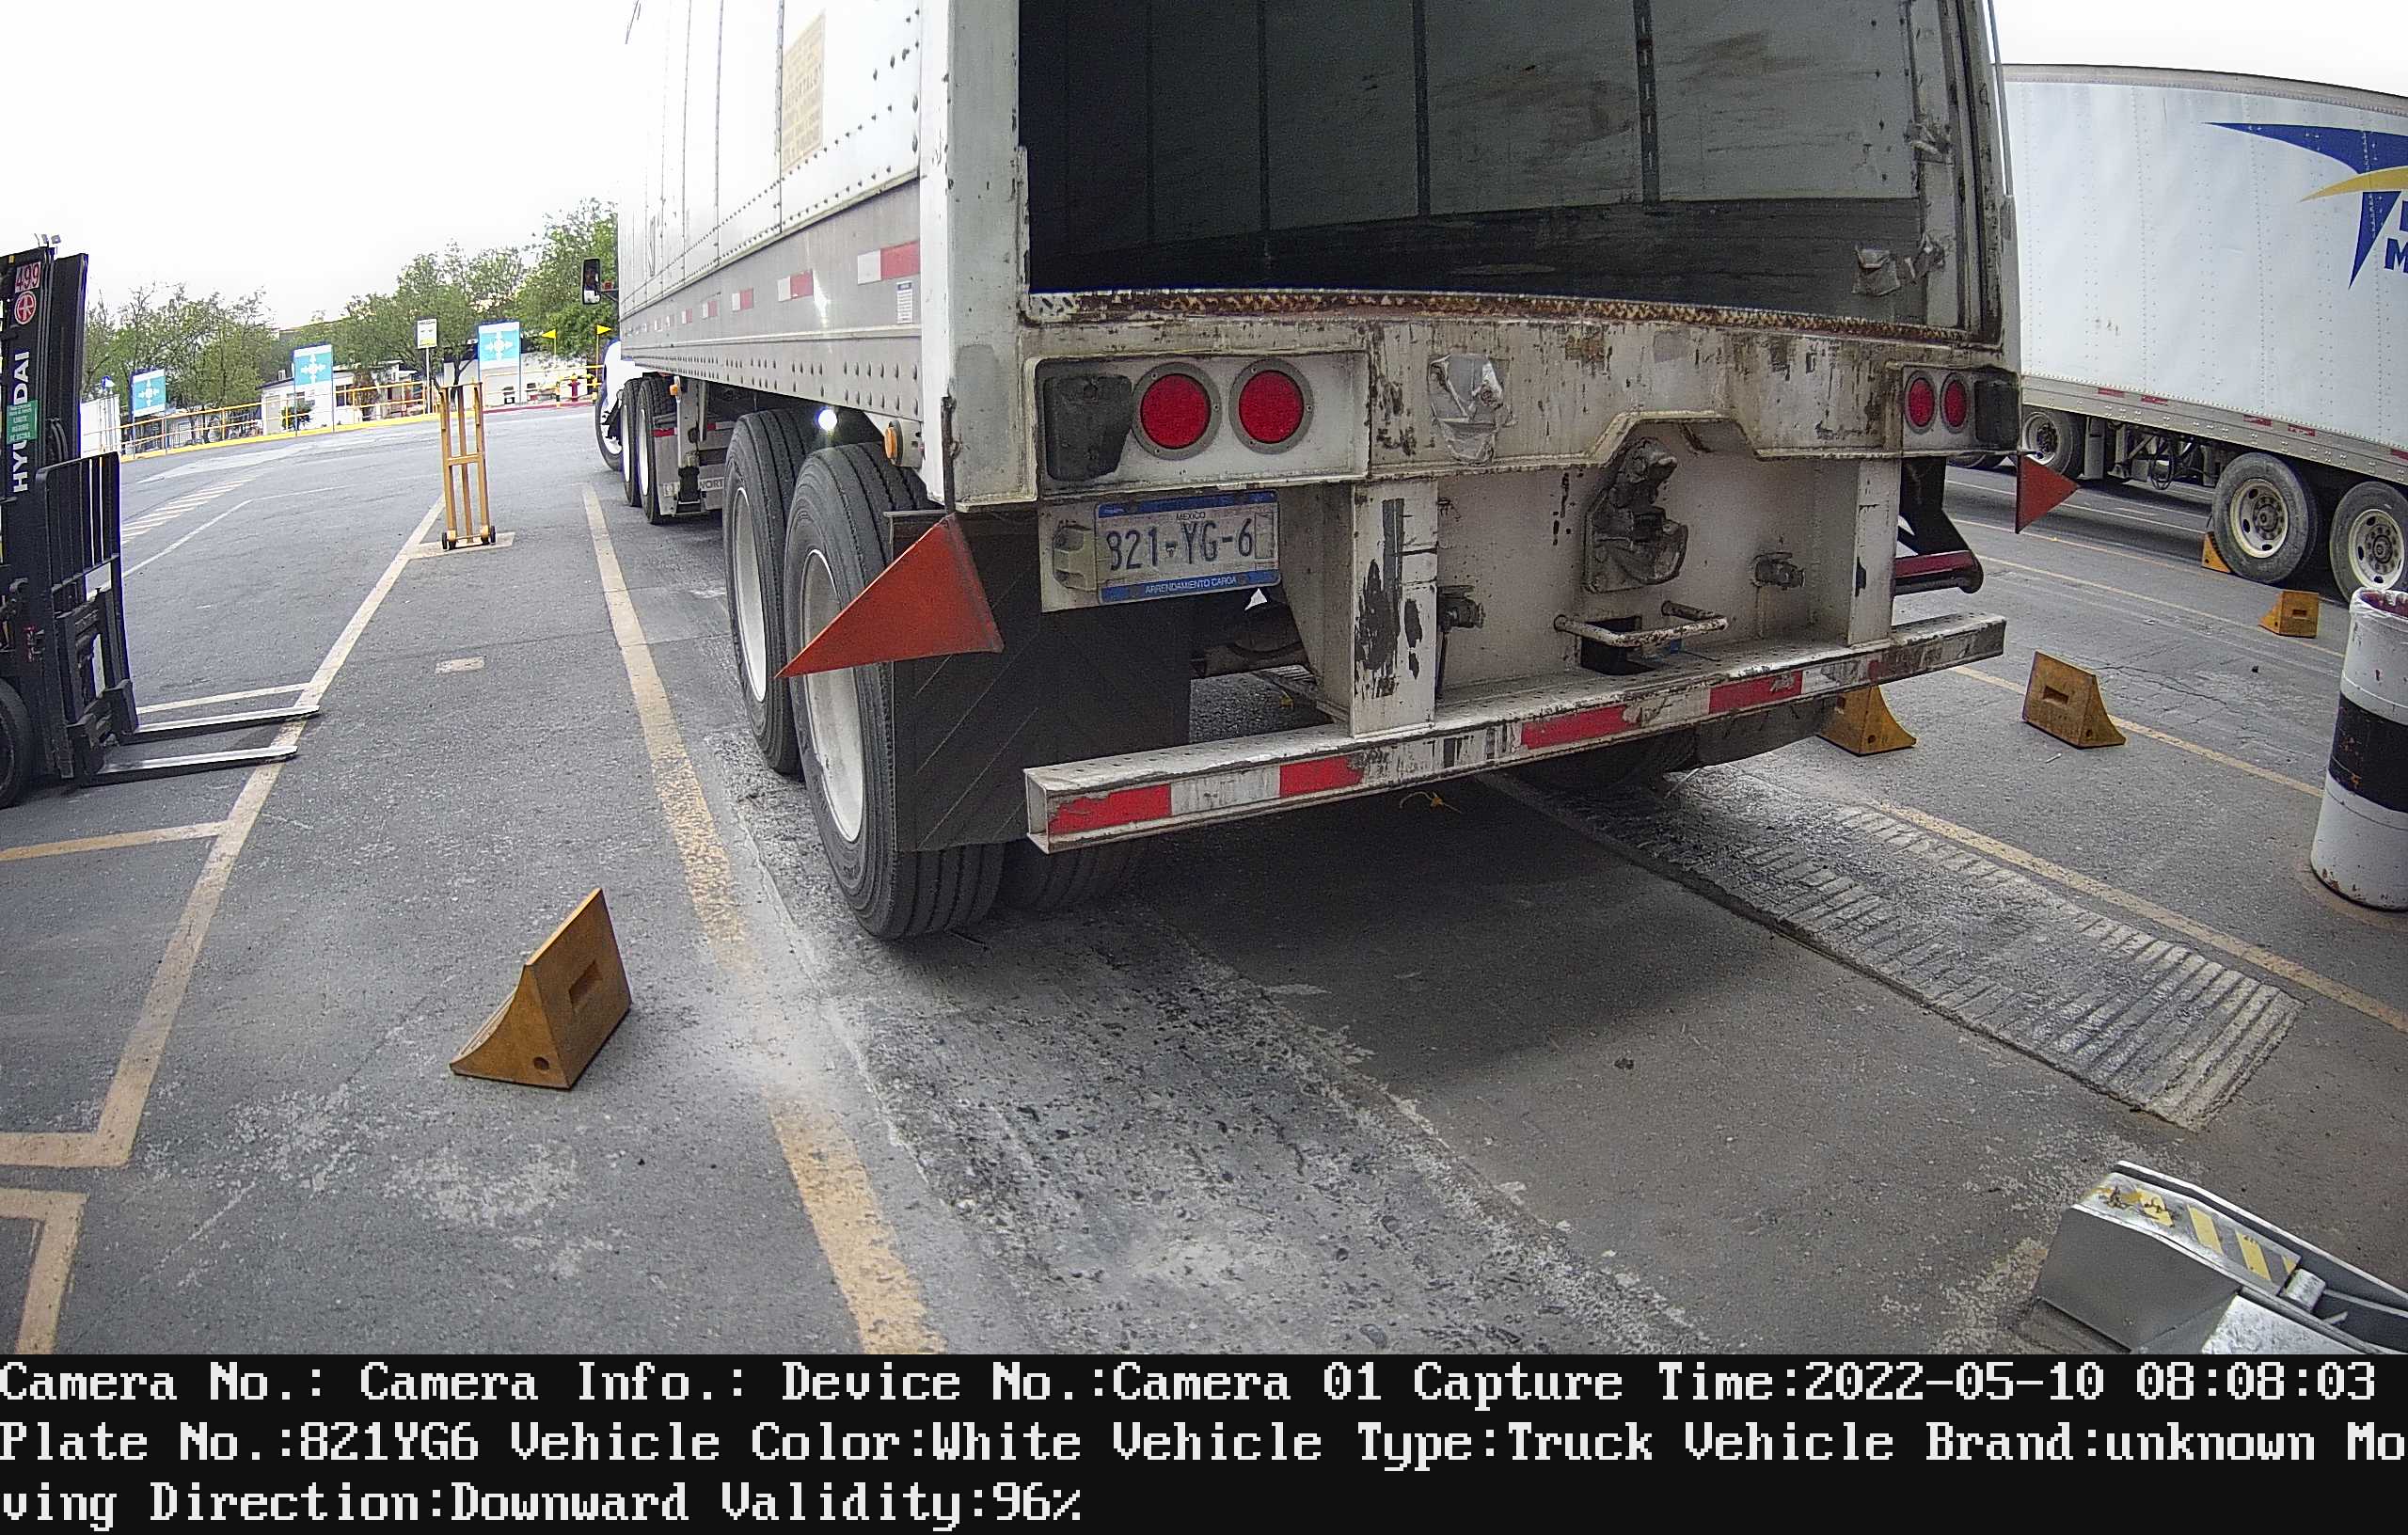 499
HYUNDAI
MEXICO
821-YG-6
ARRENDAMIENTO CAROA
M
Camera No.: Camera Info.: Device No.:Camera 01 Capture Time:2022-05-10 08:08:03
Plate No.:821YG6 Vehicle Color:White Vehicle Type:Truck Vehicle Brand:unknown Mo
ving Direction:Downward Validity:96%